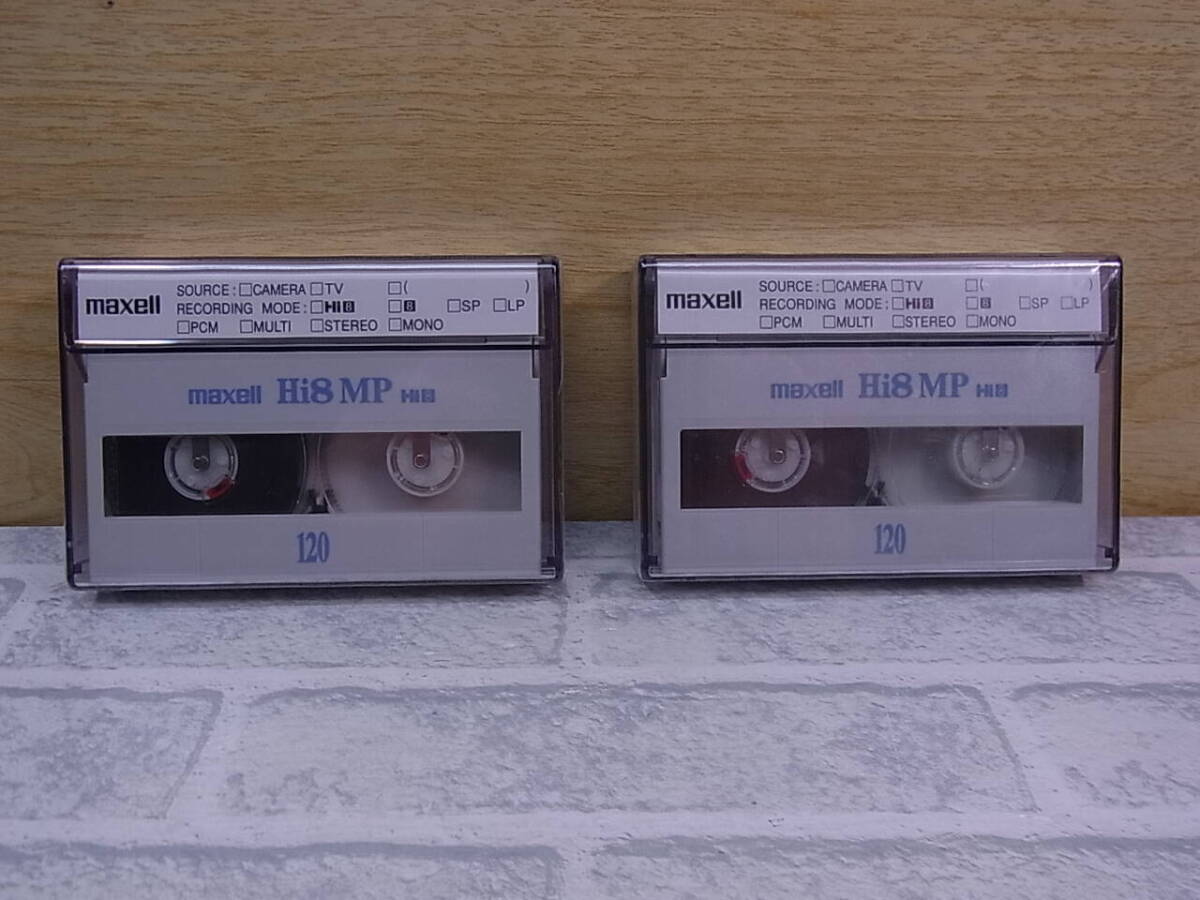 maxell
SOURCE : □CAMERA □TV □( )
RECORDING MODE : □Hi8 □8 □SP □LP
□PCM □MULTI □STEREO □MONO
maxell Hi8 MP Hi8
120
maxell
SOURCE : □CAMERA □TV □( )
RECORDING MODE : □Hi8 □8 □SP □LP
□PCM □MULTI □STEREO □MONO
maxell Hi8 MP Hi8
120